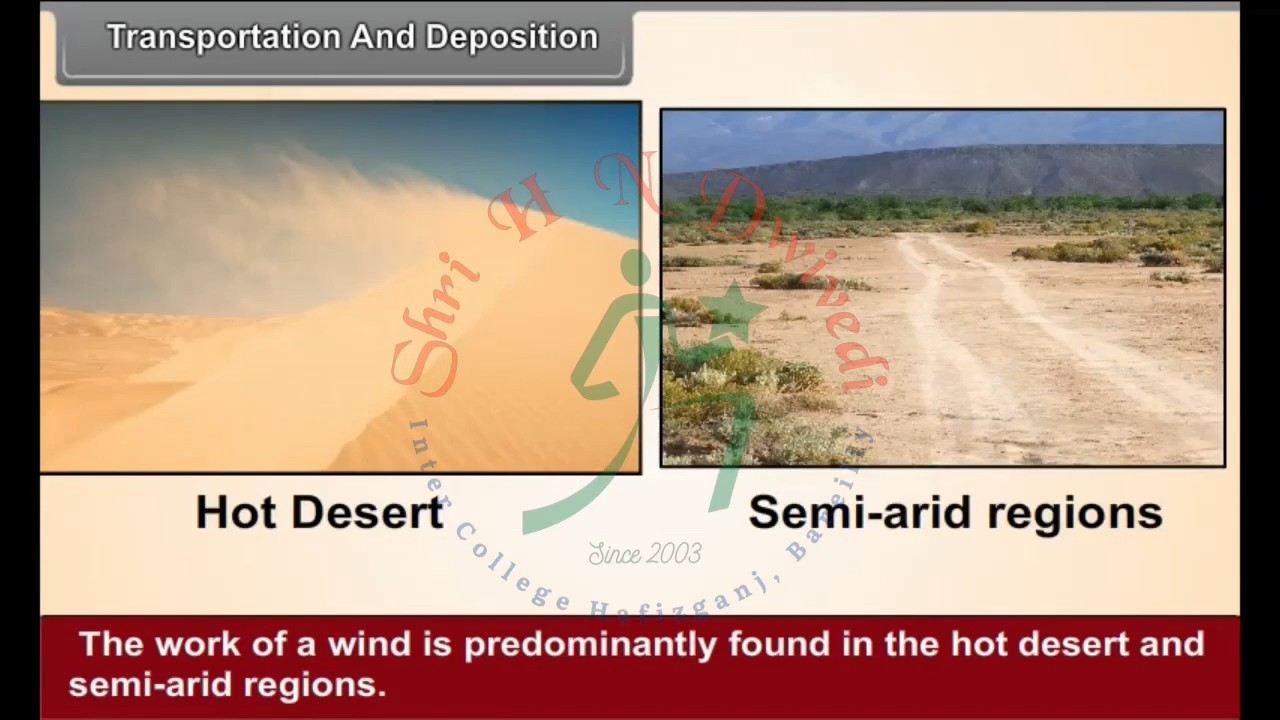 Transportation And Deposition
Shri H N Dwivedi
Hot Desert
Semi-arid regions
Since 2003
Inter College Hafizganj, Bareilly
The work of a wind is predominantly found in the hot desert and
semi-arid regions.